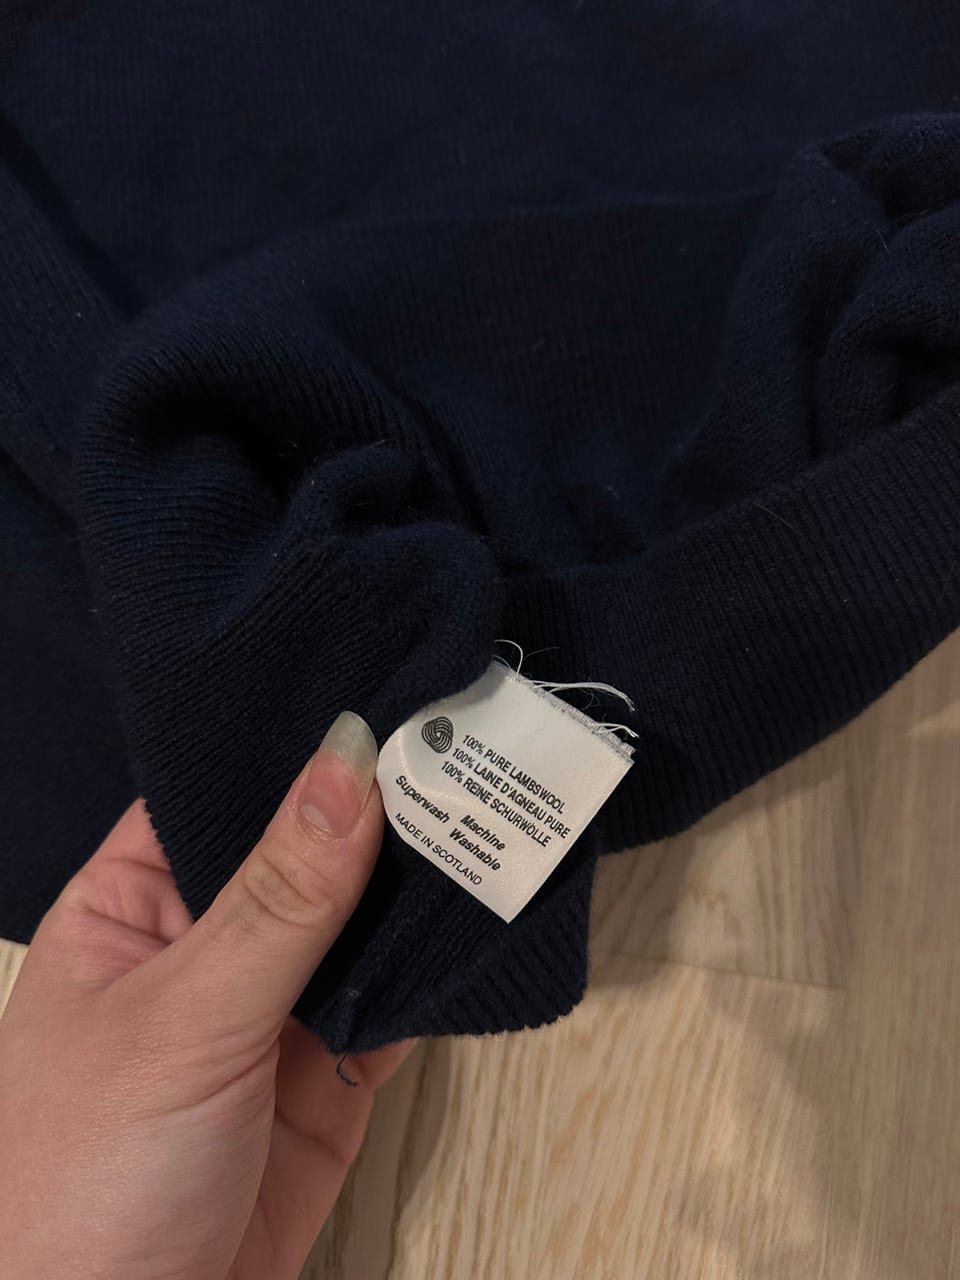 100% PURE LAMBSWOOL
100% LAINE D'AGNEAU PURE
100% REINE SCHURWOLLE
Machine
Superwash Washable
MADE IN SCOTLAND